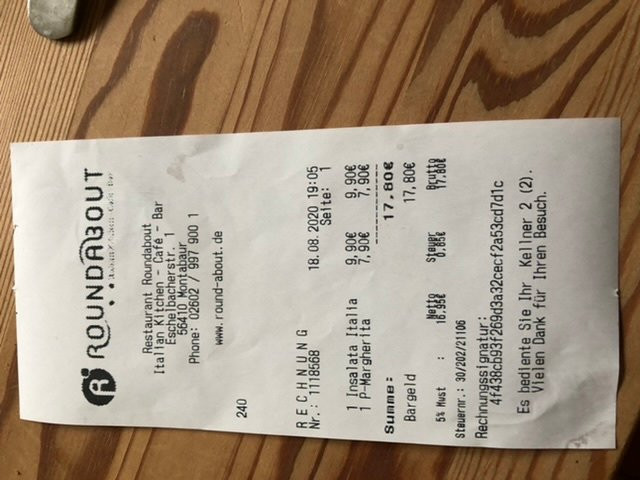 R ROUNDABOUT
Restaurant Roundabout
Italian Kitchen - Café - Bar
Eschelbacherstr. 1
56410 Montabaur
Phone: 02602 / 997 900 1
www.round-about.de
240
RECHNUNG
Nr.: 1118568 18.08.2020 19:05
Seite: 1
1 Insalata Italia 9,90€ 9,90€
1 P-Margherita 7,90€ 7,90€
Summe: 17,80€
Bargeld 17,80€
Netto Steuer Brutto
5% Mwst : 16,95€ 0,85€ 17,80€
Steuernr.: 30/202/21106
Rechnungssignatur:
4f438cb93f269d3a32cecf2a53cd7d1c
Es bediente Sie Ihr Kellner 2 (2).
Vielen Dank für Ihren Besuch.